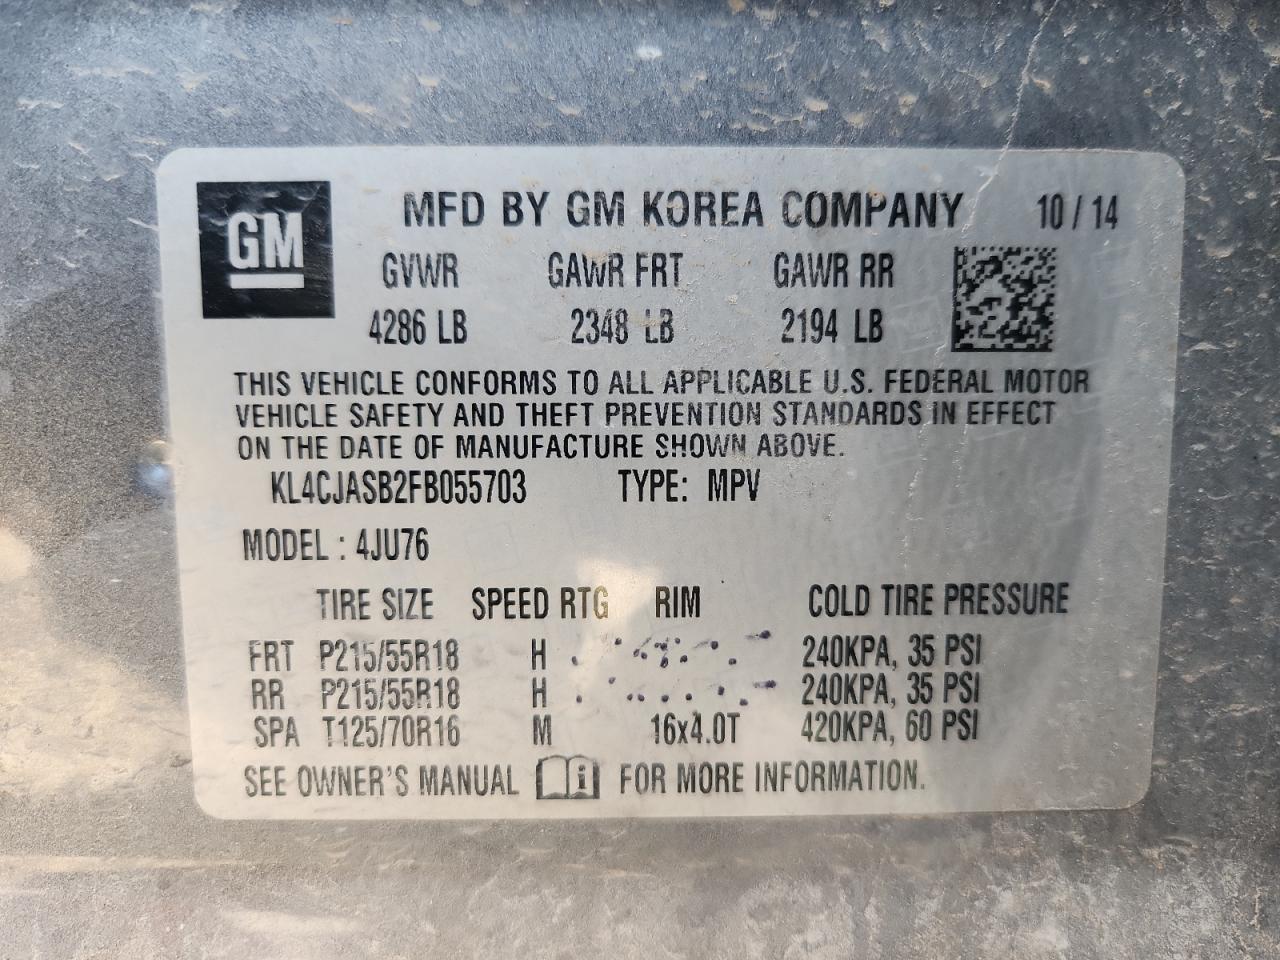 GM MFD BY GM KOREA COMPANY 10 / 14
GVWR GAWR FRT GAWR RR
4286 LB 2348 LB 2194 LB
THIS VEHICLE CONFORMS TO ALL APPLICABLE U.S. FEDERAL MOTOR
VEHICLE SAFETY AND THEFT PREVENTION STANDARDS IN EFFECT
ON THE DATE OF MANUFACTURE SHOWN ABOVE.
KL4CJASB2FB055703 TYPE: MPV
MODEL : 4JU76
TIRE SIZE SPEED RTG RIM COLD TIRE PRESSURE
FRT P215/55R18 H 240KPA, 35 PSI
RR P215/55R18 H 240KPA, 35 PSI
SPA T125/70R16 M 16x4.0T 420KPA, 60 PSI
SEE OWNER'S MANUAL i FOR MORE INFORMATION.